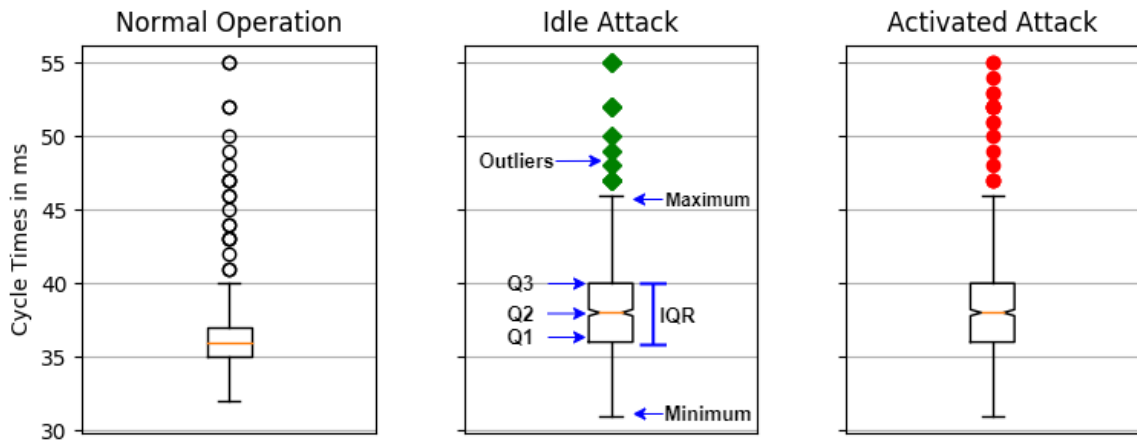 Normal Operation
Idle Attack
Activated Attack
Cycle Times in ms
55
50
45
40
35
30
Outliers
Maximum
Q3
Q2
Q1
IQR
Minimum